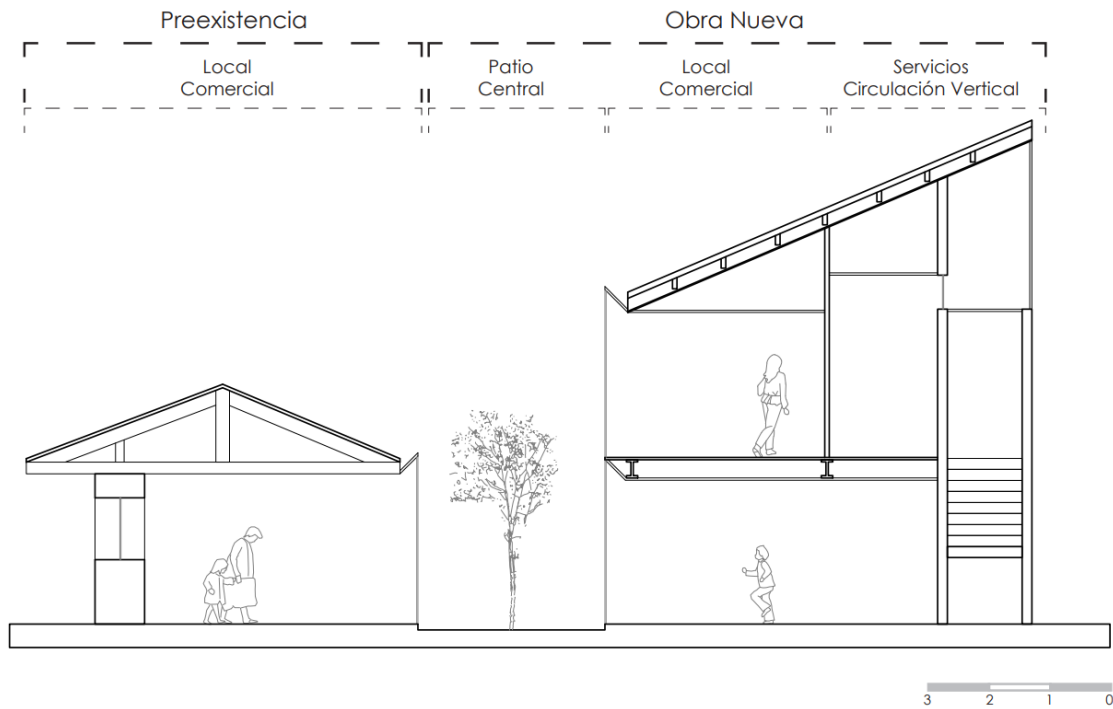 Preexistencia
Obra Nueva
Local
Comercial
Patio
Central
Local
Comercial
Servicios
Circulación Vertical
3 2 1 0